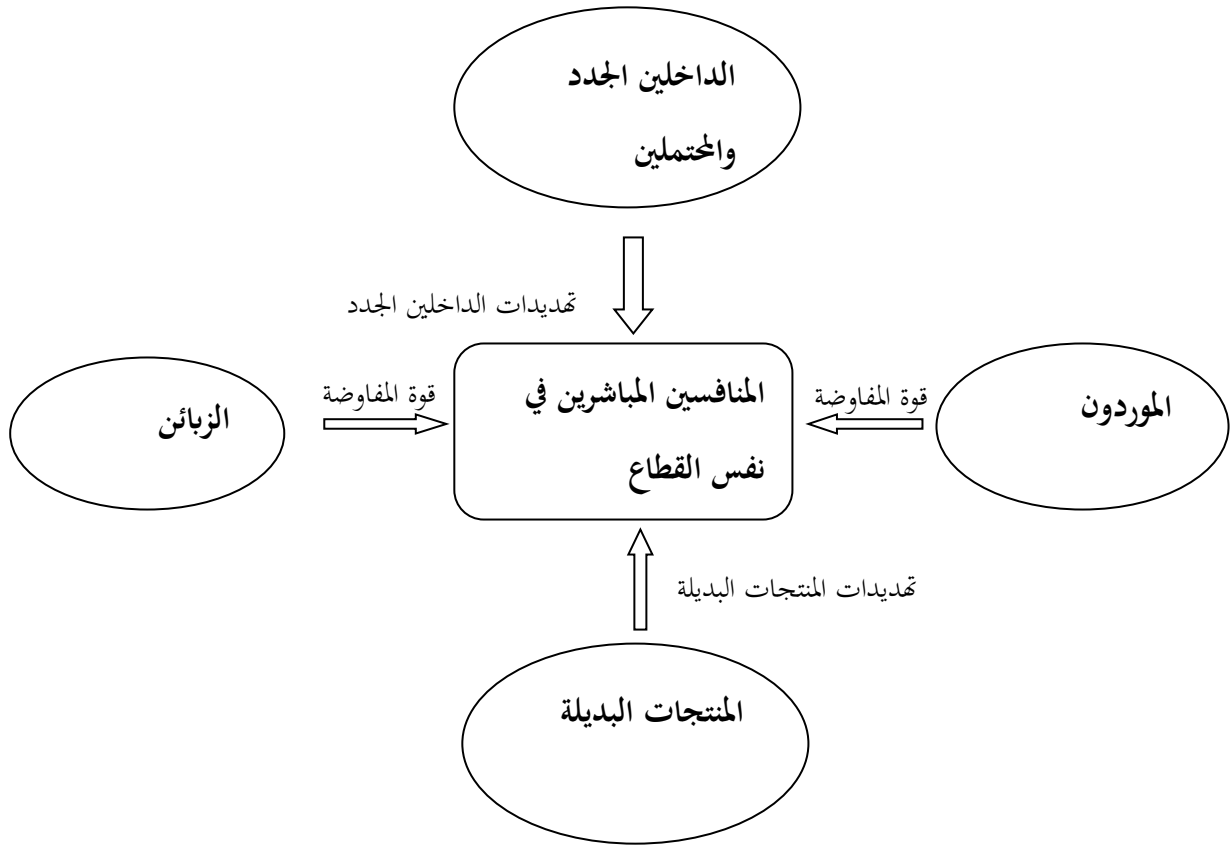 الداخلين الجدد
والمحتملين
تهديدات الداخلين الجدد
الموردون
قوة المفاوضة
المنافسين المباشرين في
نفس القطاع
قوة المفاوضة
الزبائن
تهديدات المنتجات البديلة
المنتجات البديلة